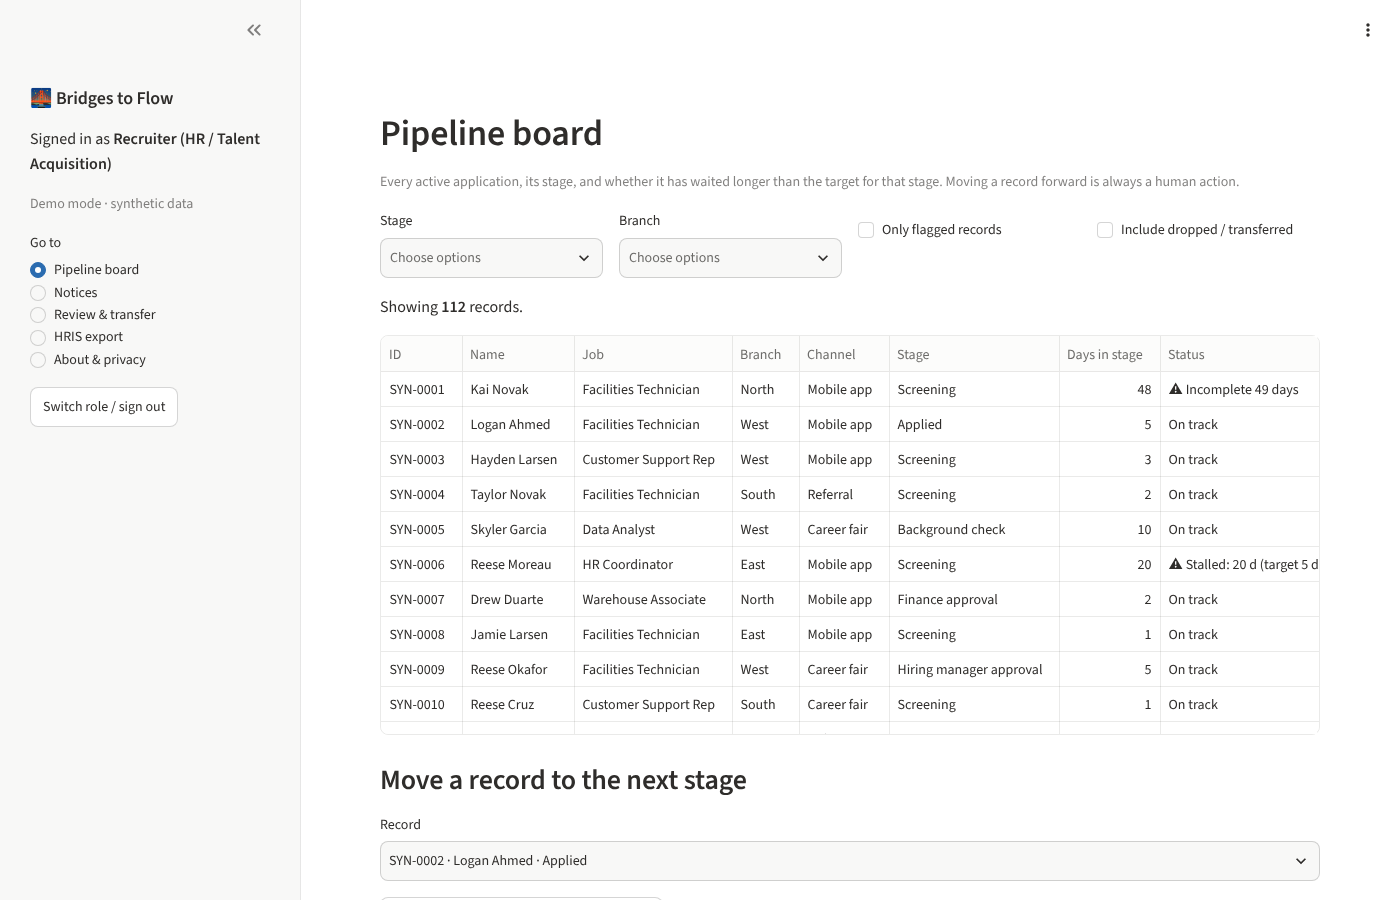 Bridges to Flow
Signed in as Recruiter (HR / Talent
Acquisition)
Demo mode · synthetic data
Go to
Pipeline board
Notices
Review & transfer
HRIS export
About & privacy
Switch role / sign out
Pipeline board
Every active application, its stage, and whether it has waited longer than the target for that stage. Moving a record forward is always a human action.
Stage
Branch
Choose options
Choose options
Only flagged records
Include dropped / transferred
Showing 112 records.
ID Name Job Branch Channel Stage Days in stage Status
SYN-0001 Kai Novak Facilities Technician North Mobile app Screening 48 ⚠ Incomplete 49 days
SYN-0002 Logan Ahmed Facilities Technician West Mobile app Applied 5 On track
SYN-0003 Hayden Larsen Customer Support Rep West Mobile app Screening 3 On track
SYN-0004 Taylor Novak Facilities Technician South Referral Screening 2 On track
SYN-0005 Skyler Garcia Data Analyst West Career fair Background check 10 On track
SYN-0006 Reese Moreau HR Coordinator East Mobile app Screening 20 ⚠ Stalled: 20 d (target 5 d
SYN-0007 Drew Duarte Warehouse Associate North Mobile app Finance approval 2 On track
SYN-0008 Jamie Larsen Facilities Technician East Mobile app Screening 1 On track
SYN-0009 Reese Okafor Facilities Technician West Career fair Hiring manager approval 5 On track
SYN-0010 Reese Cruz Customer Support Rep South Career fair Screening 1 On track
Move a record to the next stage
Record
SYN-0002 · Logan Ahmed · Applied